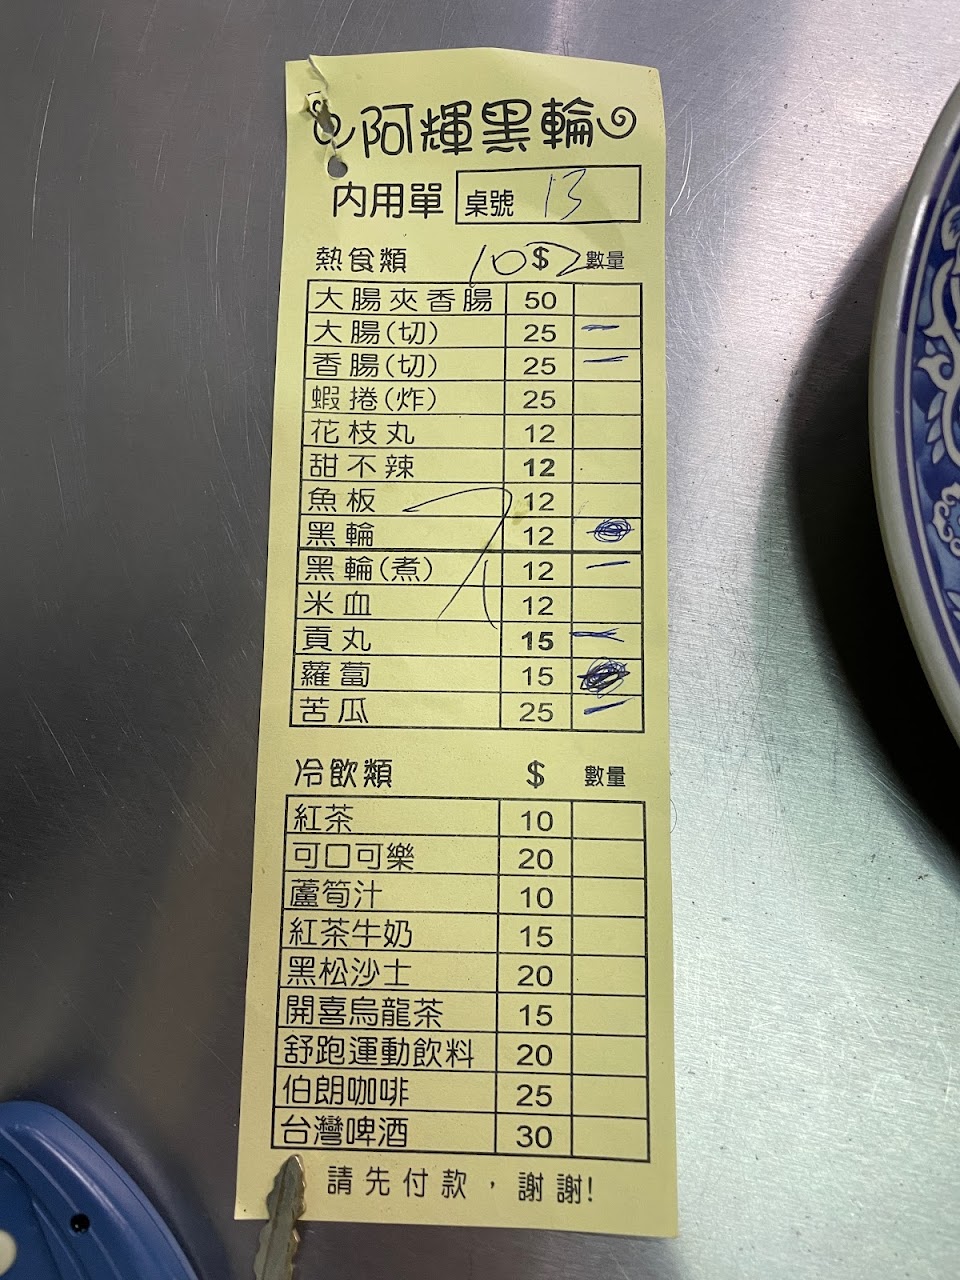 阿輝黑輪
內用單 桌號 13
熱食類 $ 數量
102
大腸夾香腸 50
大腸(切) 25 一
香腸(切) 25 一
蝦捲(炸) 25
花枝丸 12
甜不辣 12
魚板 12
黑輪 12
黑輪(煮) 12 一
米血 12
貢丸 15 一
蘿蔔 15
苦瓜 25 一
冷飲類 $ 數量
紅茶 10
可口可樂 20
蘆筍汁 10
紅茶牛奶 15
黑松沙士 20
開喜烏龍茶 15
舒跑運動飲料 20
伯朗咖啡 25
台灣啤酒 30
請先付款，謝謝!